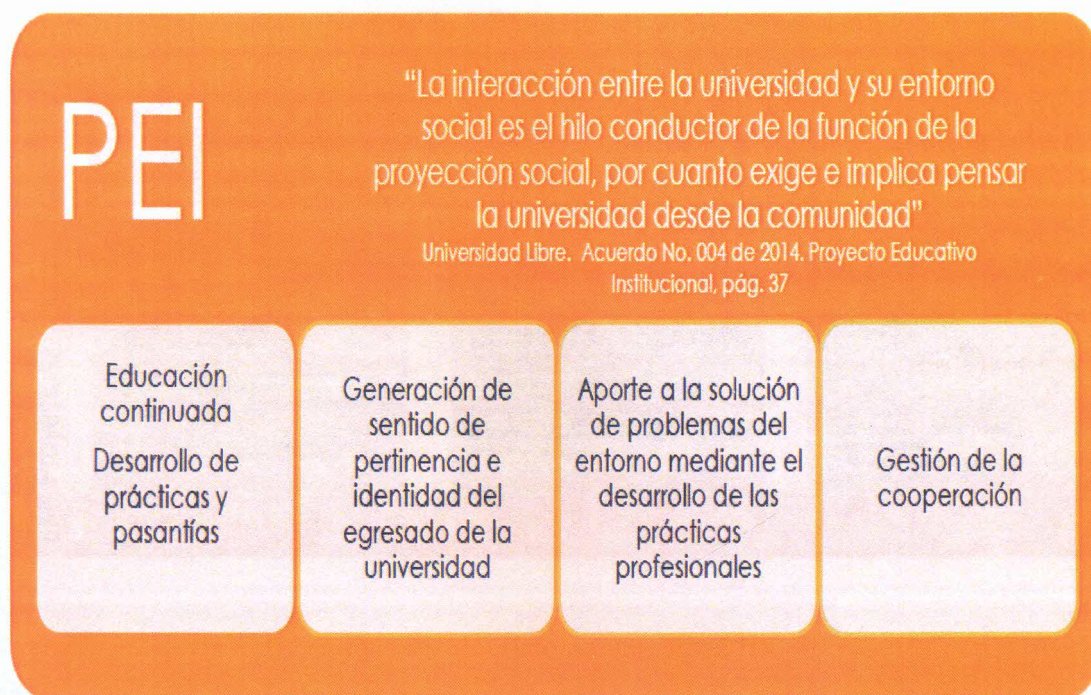 PEI
“La interacción entre la universidad y su entorno
social es el hilo conductor de la función de la
proyección social, por cuanto exige e implica pensar
la universidad desde la comunidad”
Universidad Libre. Acuerdo No. 004 de 2014. Proyecto Educativo
Institucional, pág. 37
Educación
continuada
Desarrollo de
prácticas y
pasantías
Generación de
sentido de
pertinencia e
identidad del
egresado de la
universidad
Aporte a la solución
de problemas del
entorno mediante el
desarrollo de las
prácticas
profesionales
Gestión de la
cooperación